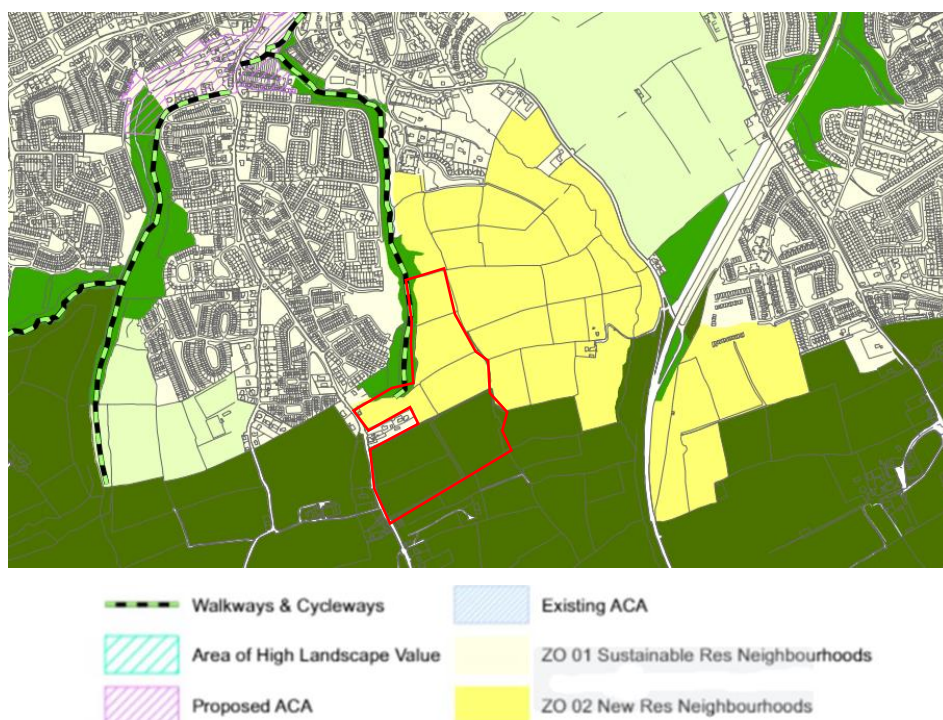 Walkways & Cycleways
Existing ACA
Area of High Landscape Value
ZO 01 Sustainable Res Neighbourhoods
Proposed ACA
ZO 02 New Res Neighbourhoods